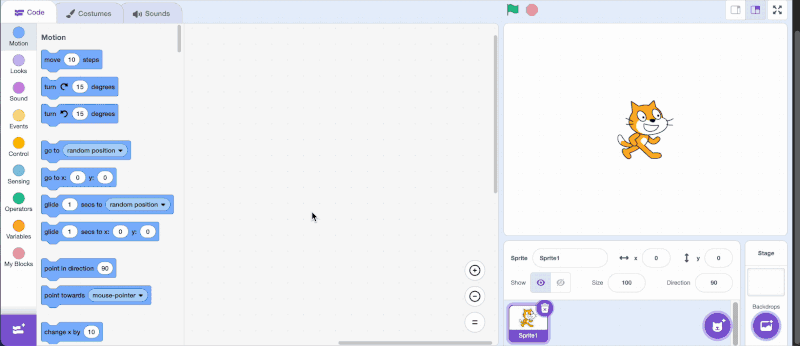 Code Costumes Sounds
Motion
Looks
Sound
Events
Control
Sensing
Operators
Variables
My Blocks
Motion
move 10 steps
turn 15 degrees
turn 15 degrees
go to random position
go to x: 0 y: 0
glide 1 secs to random position
glide 1 secs to x: 0 y: 0
point in direction 90
point towards mouse-pointer
change x by 10
Sprite Sprite1 x 0 y 0
Show Size 100 Direction 90
Sprite1
Stage
Backdrops